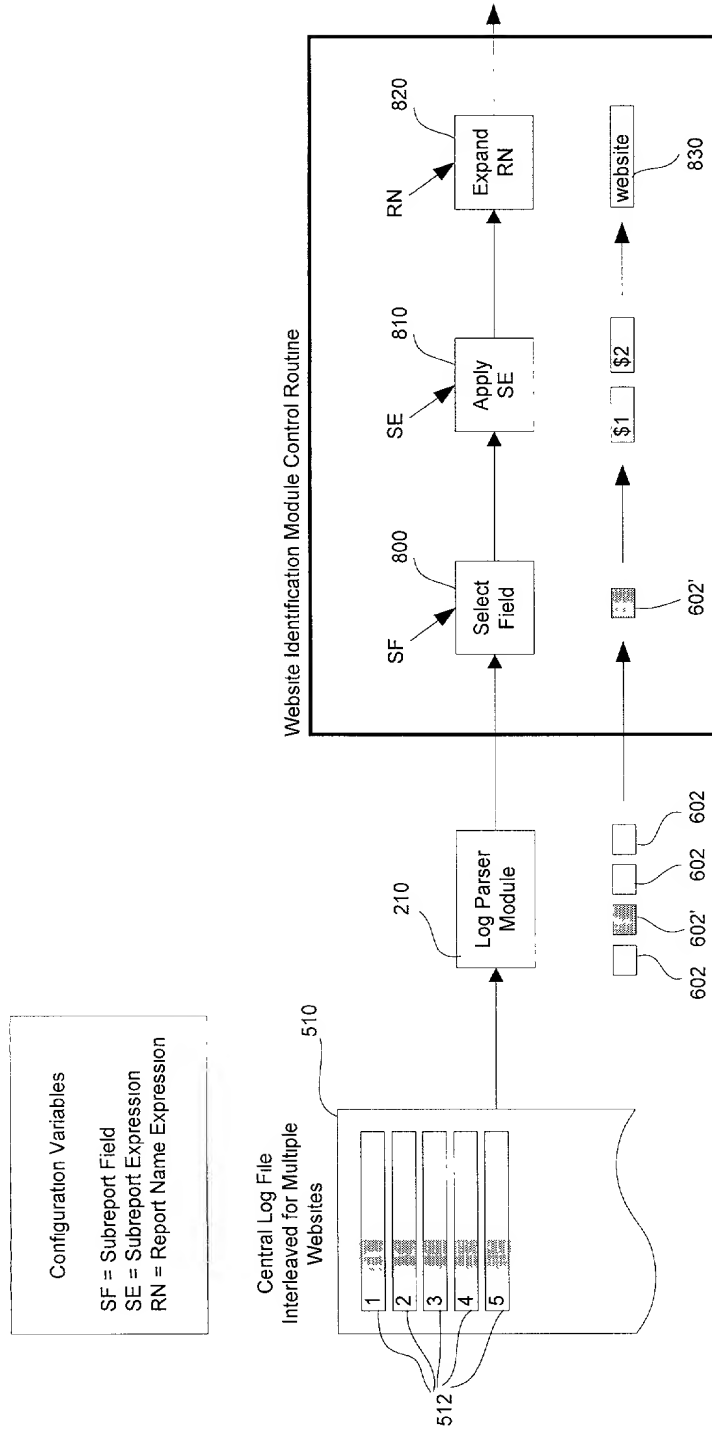 Configuration Variables
SF = Subreport Field
SE = Subreport Expression
RN = Report Name Expression
Central Log File
Interleaved for Multiple
Websites
510
1
2
3
4
5
512
210
Log Parser
Module
602
602'
602
602
Website Identification Module Control Routine
SF
800
Select
Field
SE
810
Apply
SE
RN
820
Expand
RN
602'
$1
$2
website
830